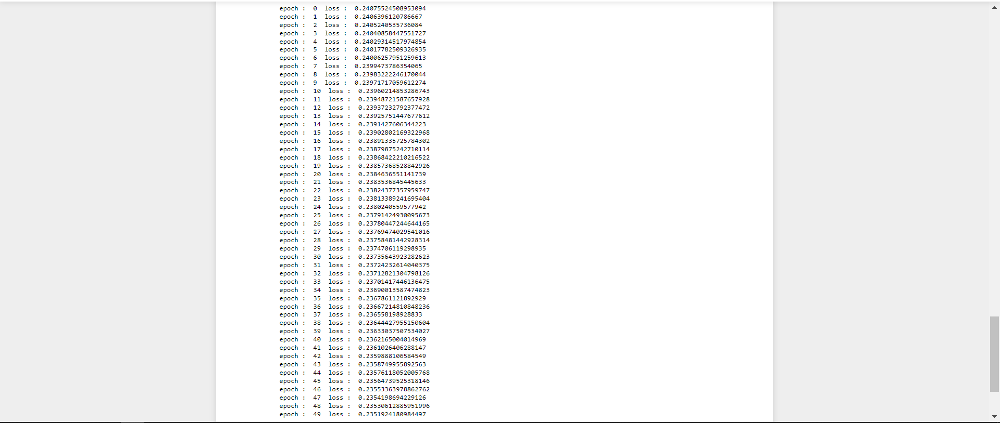 epoch :  0  loss :  0.24075524508953094
epoch :  1  loss :  0.2406396120786667
epoch :  2  loss :  0.2405240535736084
epoch :  3  loss :  0.24040858447551727
epoch :  4  loss :  0.24029314517974854
epoch :  5  loss :  0.24017782509326935
epoch :  6  loss :  0.24006257951259613
epoch :  7  loss :  0.2399473786354065
epoch :  8  loss :  0.23983222246170044
epoch :  9  loss :  0.23971717059612274
epoch :  10  loss :  0.23960214853286743
epoch :  11  loss :  0.23948721587657928
epoch :  12  loss :  0.23937232792377472
epoch :  13  loss :  0.23925751447677612
epoch :  14  loss :  0.2391427606344223
epoch :  15  loss :  0.23902802169322968
epoch :  16  loss :  0.23891335725784302
epoch :  17  loss :  0.23879875242710114
epoch :  18  loss :  0.23868422210216522
epoch :  19  loss :  0.23857368528842926
epoch :  20  loss :  0.2384636551141739
epoch :  21  loss :  0.2383536845445633
epoch :  22  loss :  0.23824377357959747
epoch :  23  loss :  0.23813389241695404
epoch :  24  loss :  0.2380240559577942
epoch :  25  loss :  0.23791424930095673
epoch :  26  loss :  0.23780447244644165
epoch :  27  loss :  0.23769474029541016
epoch :  28  loss :  0.23758481442928314
epoch :  29  loss :  0.2374706119298935
epoch :  30  loss :  0.23735643923282623
epoch :  31  loss :  0.23724232614040375
epoch :  32  loss :  0.23712821304798126
epoch :  33  loss :  0.23701417446136475
epoch :  34  loss :  0.23690013587474823
epoch :  35  loss :  0.2367861121892929
epoch :  36  loss :  0.23667214810848236
epoch :  37  loss :  0.236558198928833
epoch :  38  loss :  0.23644427955150604
epoch :  39  loss :  0.23633037507534027
epoch :  40  loss :  0.2362165004014969
epoch :  41  loss :  0.2361026406288147
epoch :  42  loss :  0.2359888106584549
epoch :  43  loss :  0.2358749955892563
epoch :  44  loss :  0.23576118052005768
epoch :  45  loss :  0.23564739525318146
epoch :  46  loss :  0.23553363978862762
epoch :  47  loss :  0.2354198694229126
epoch :  48  loss :  0.23530612885951996
epoch :  49  loss :  0.2351924180984497